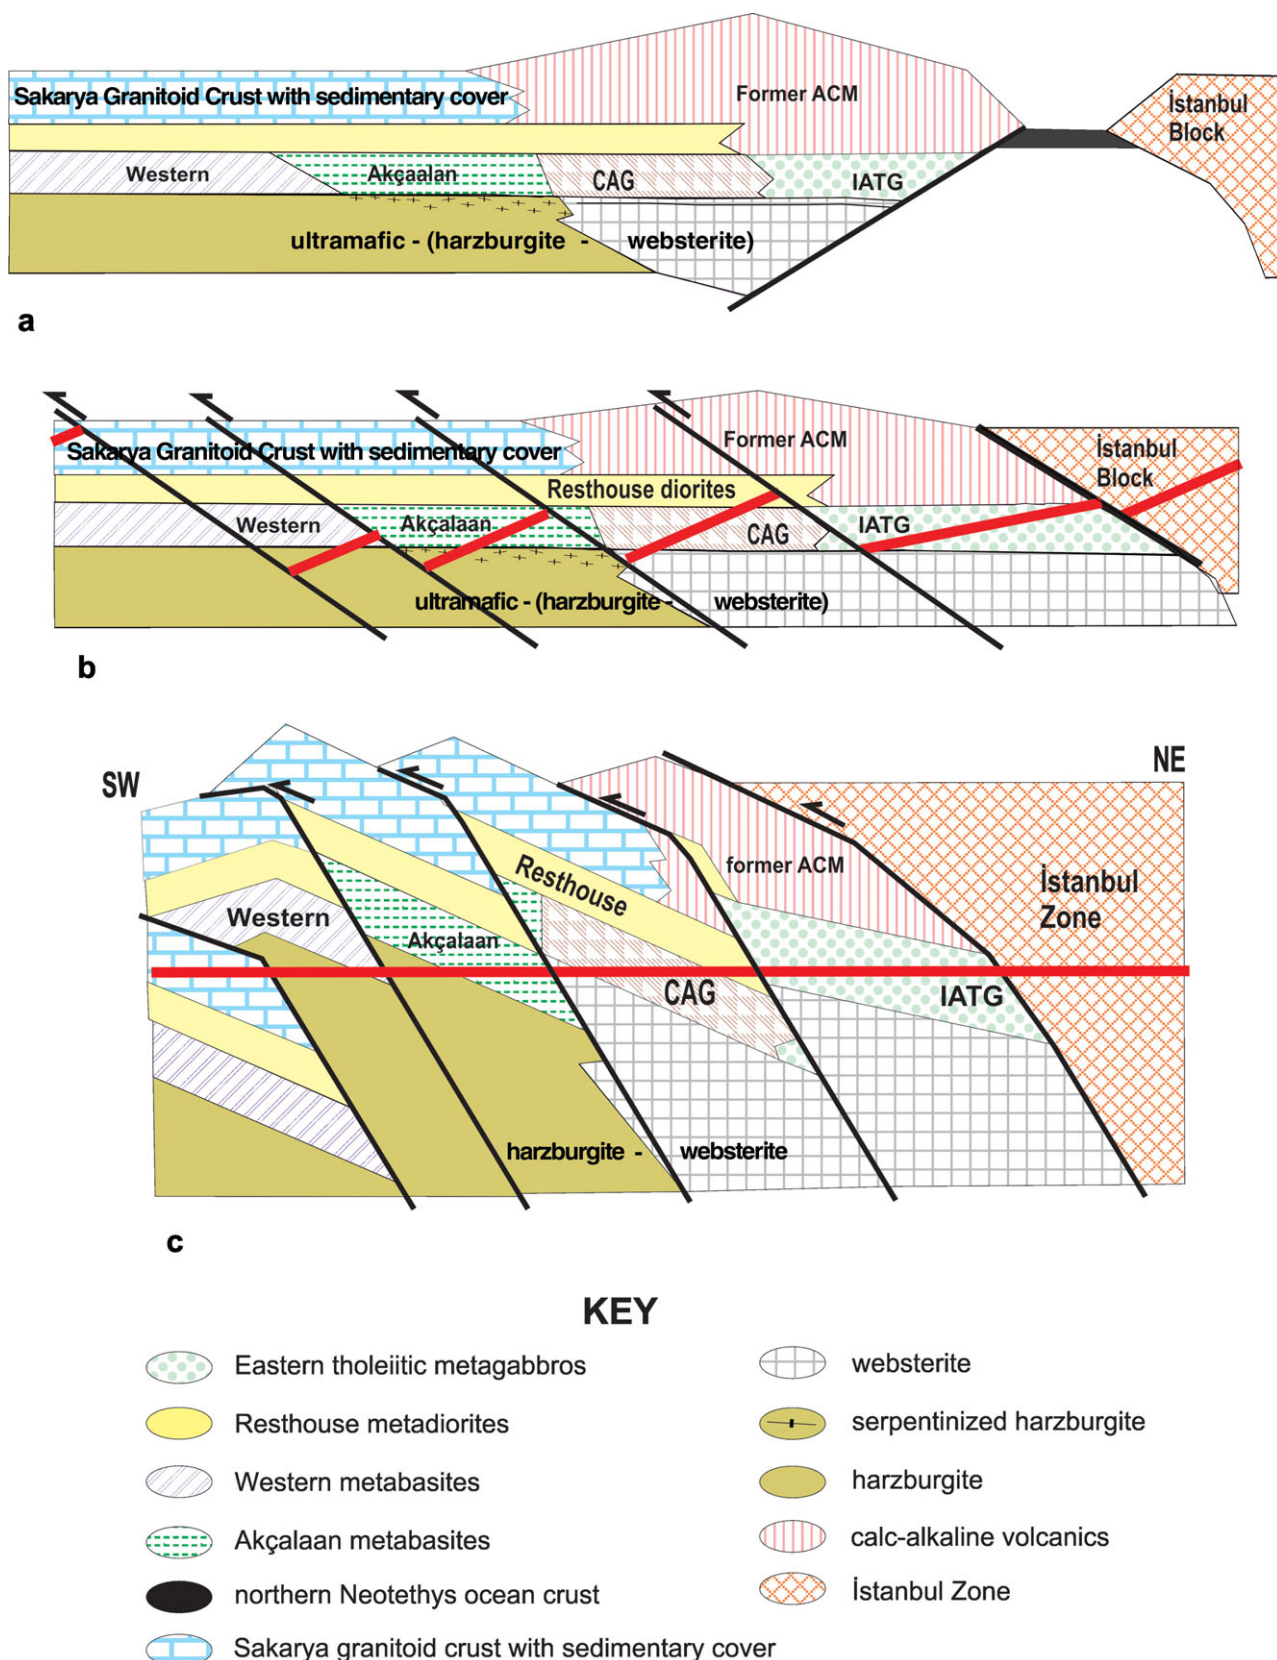 Sakarya Granitoid Crust with sedimentary cover
Former ACM
İstanbul
Block
Western
Akçaalan
CAG
IATG
ultramafic - (harzburgite - websterite)
a
Sakarya Granitoid Crust with sedimentary cover
Former ACM
İstanbul
Block
Resthouse diorites
Western
Akçalaan
CAG
IATG
ultramafic - (harzburgite - websterite)
b
SW
NE
Resthouse
former ACM
İstanbul
Zone
Western
Akçalaan
CAG
IATG
harzburgite - websterite
c
KEY
Eastern tholeiitic metagabbros
Resthouse metadiorites
Western metabasites
Akçalaan metabasites
northern Neotethys ocean crust
Sakarya granitoid crust with sedimentary cover
websterite
serpentinized harzburgite
harzburgite
calc-alkaline volcanics
İstanbul Zone